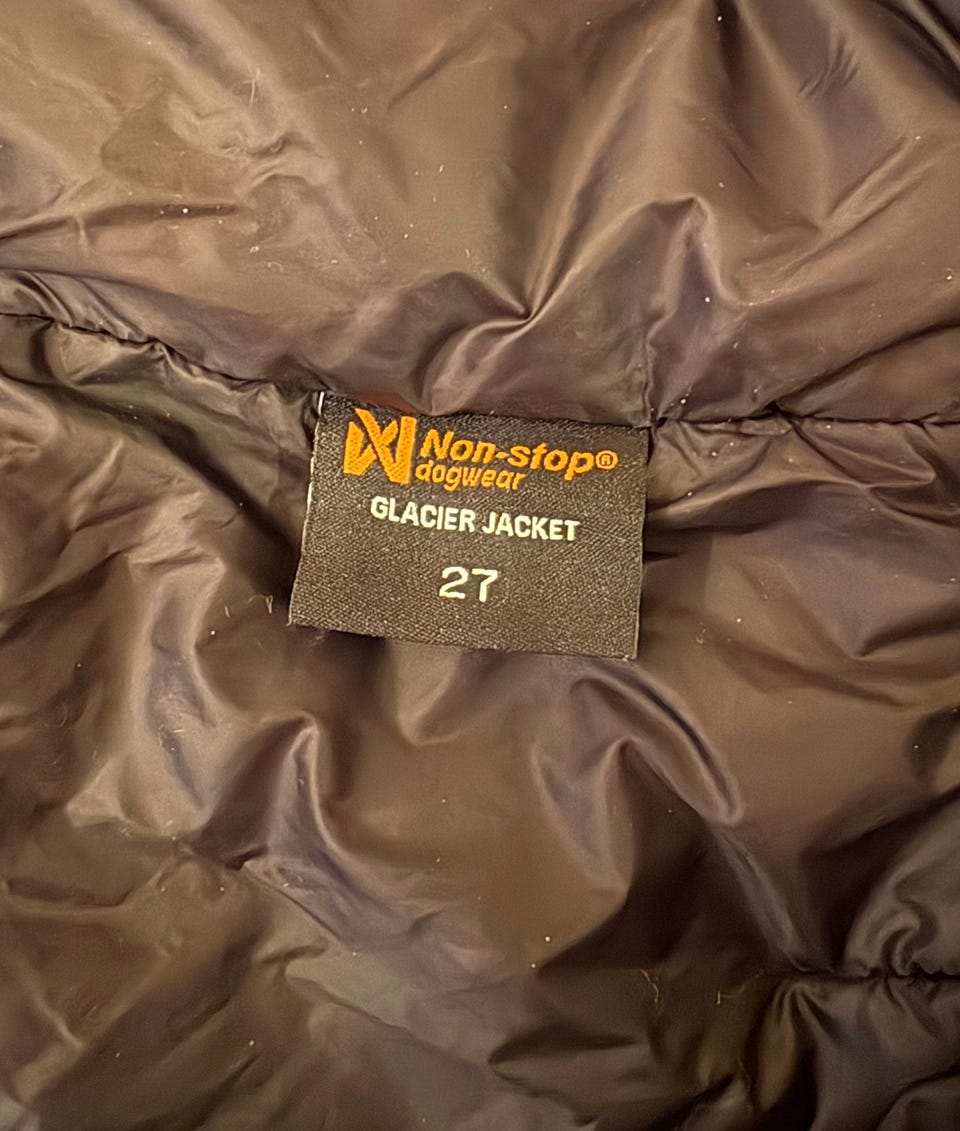 Non-stop®
dogwear
GLACIER JACKET
27